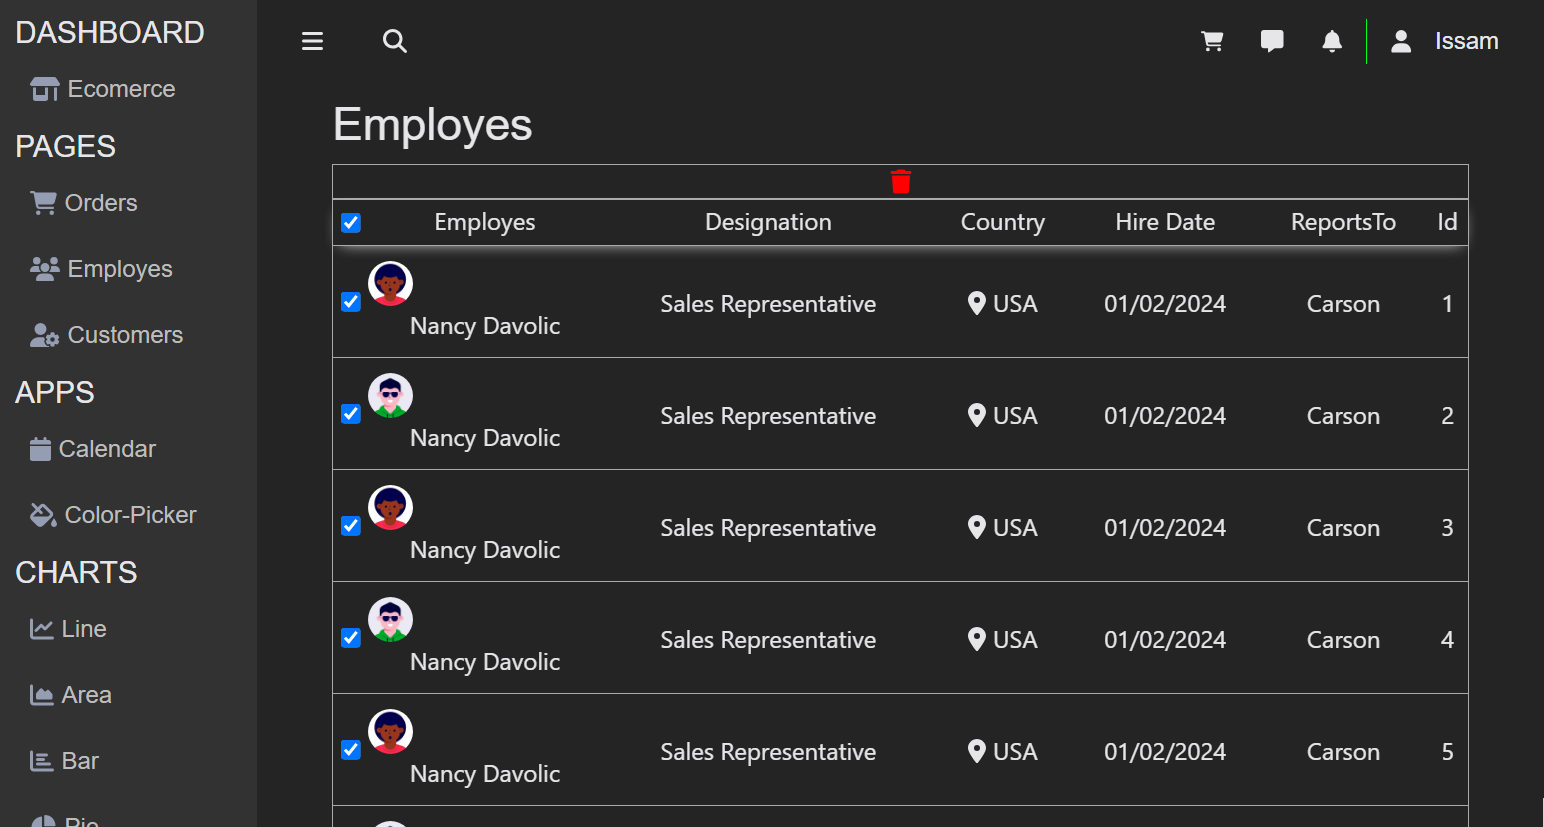 DASHBOARD
Ecomerce
PAGES
Orders
Employes
Customers
APPS
Calendar
Color-Picker
CHARTS
Line
Area
Bar
Pie
Issam
Employes
Employes Designation Country Hire Date ReportsTo Id
Nancy Davolic Sales Representative USA 01/02/2024 Carson 1
Nancy Davolic Sales Representative USA 01/02/2024 Carson 2
Nancy Davolic Sales Representative USA 01/02/2024 Carson 3
Nancy Davolic Sales Representative USA 01/02/2024 Carson 4
Nancy Davolic Sales Representative USA 01/02/2024 Carson 5